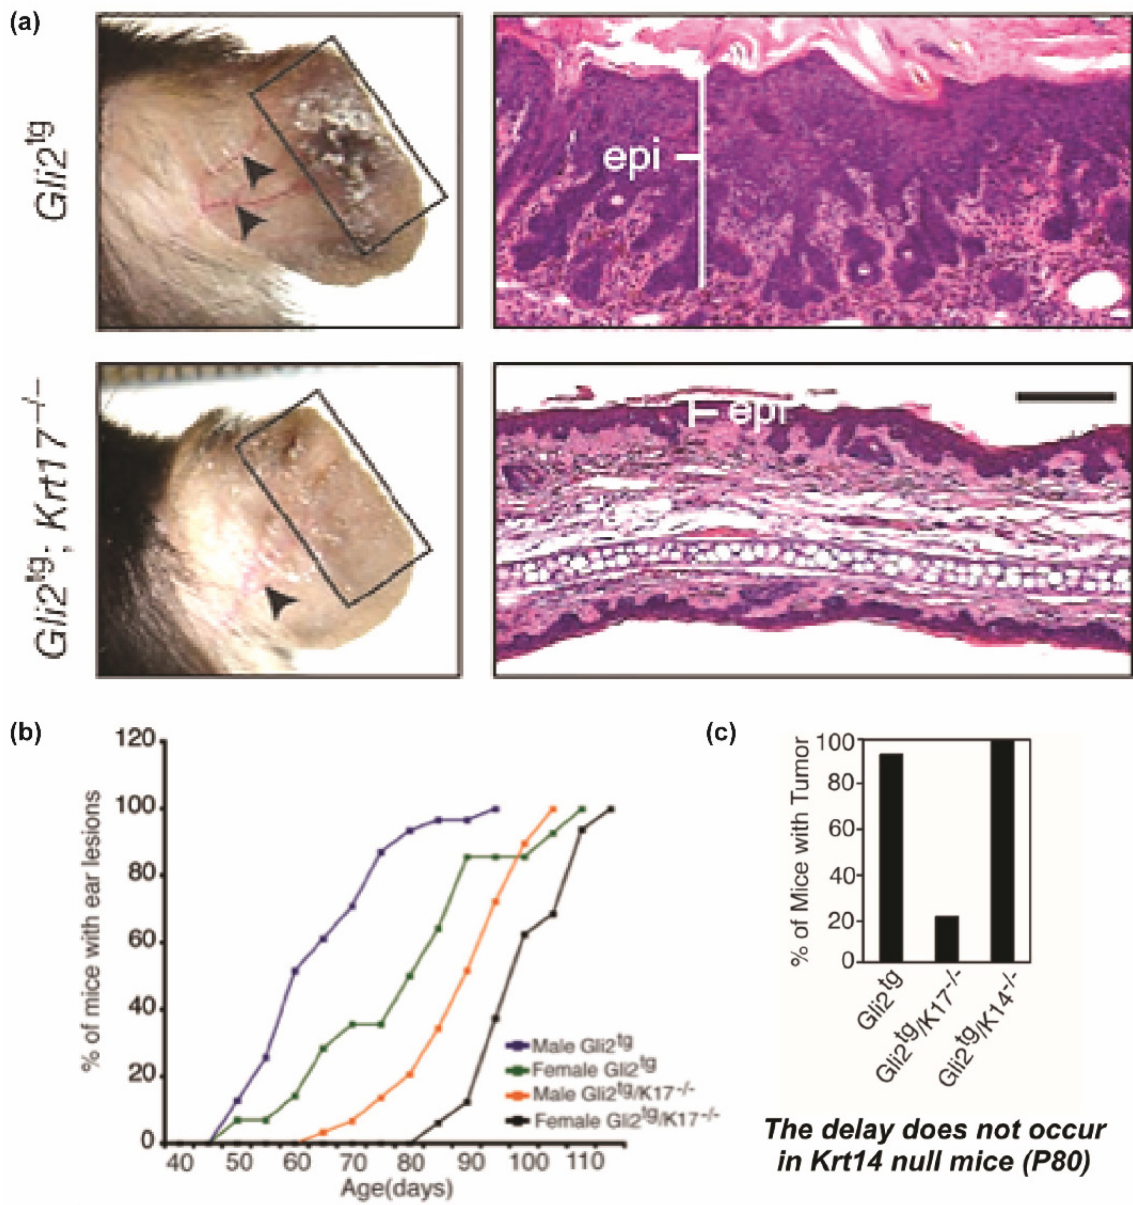 (a)
Gli2tg
epi
Gli2tg; Krt17–/–
epi
(b)
120
100
80
60
40
20
0
% of mice with ear lesions
40 50 60 70 80 90 100 110
Age(days)
Male Gli2tg
Female Gli2tg
Male Gli2tg/K17-/-
Female Gli2tg/K17-/-
(c)
100
80
60
40
20
0
% of Mice with Tumor
Gli2tg
Gli2tg/K17-/-
Gli2tg/K14-/-
The delay does not occur
in Krt14 null mice (P80)